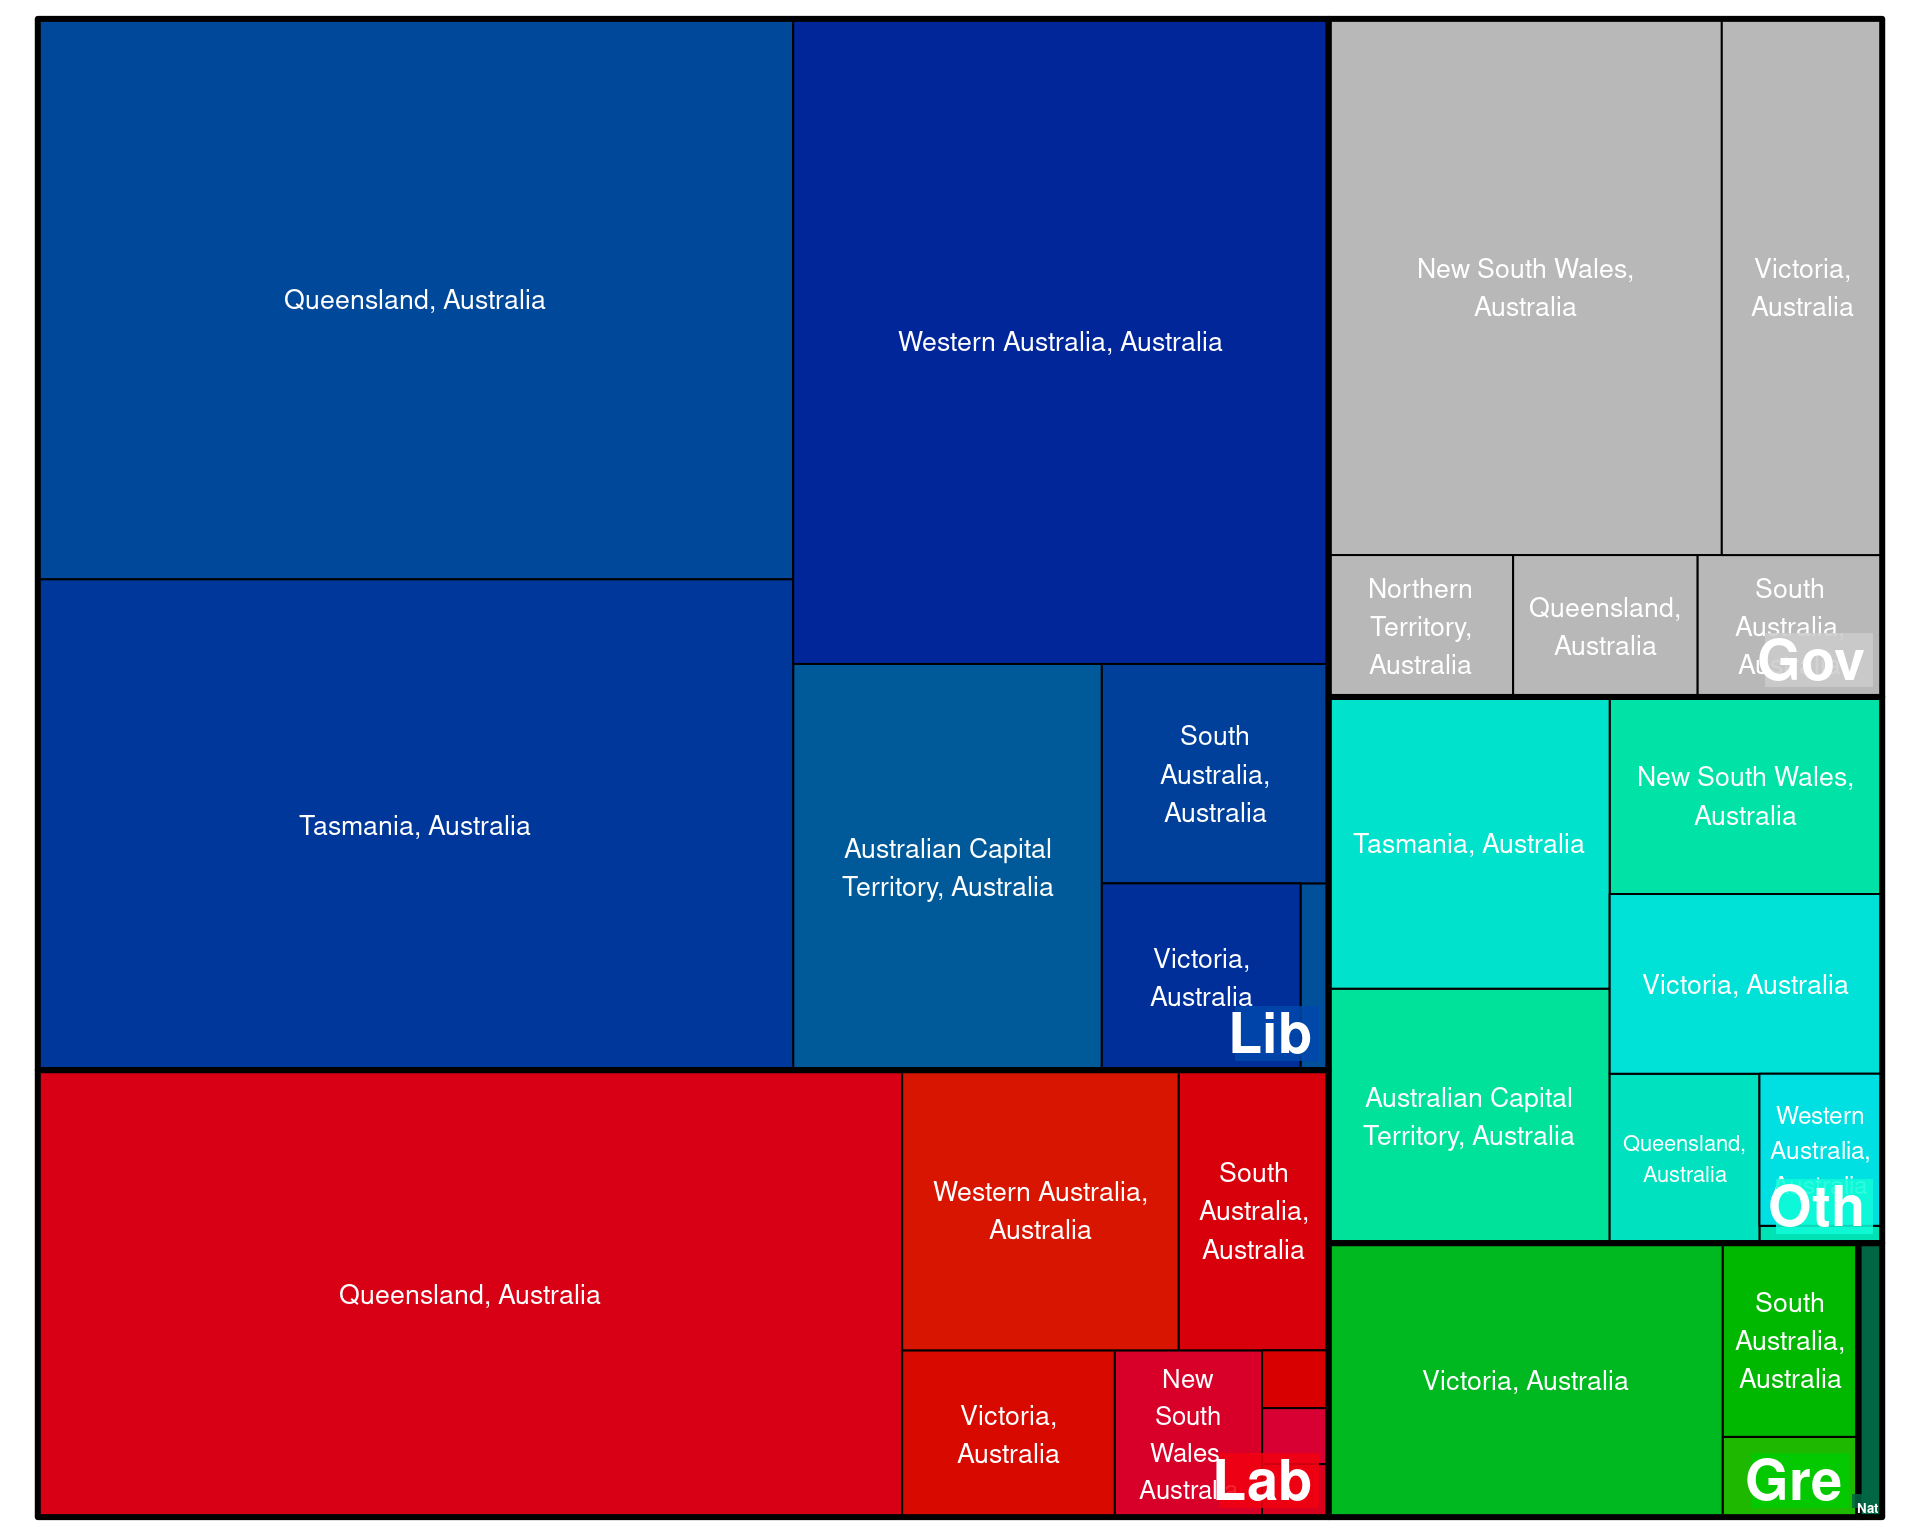 Queensland, Australia
Tasmania, Australia
Western Australia, Australia
Australian Capital
Territory, Australia
South
Australia,
Australia
Victoria,
Australia
Lib
Queensland, Australia
Western Australia,
Australia
South
Australia,
Australia
Victoria,
Australia
New
South
Wales,
Australia
Lab
New South Wales,
Australia
Victoria,
Australia
Northern
Territory,
Australia
Queensland,
Australia
South
Australia,
Australia
Gov
Tasmania, Australia
New South Wales,
Australia
Victoria, Australia
Australian Capital
Territory, Australia
Queensland,
Australia
Western
Australia,
Australia
Oth
Victoria, Australia
South
Australia,
Australia
Gre
Nat